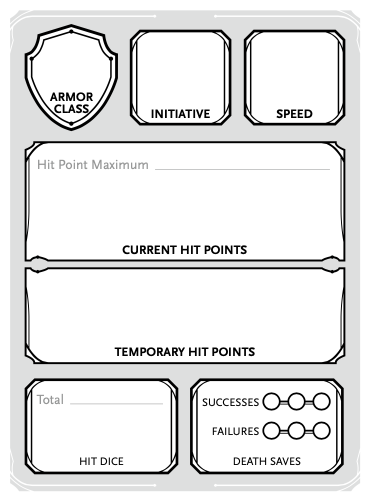 ARMOR
CLASS
INITIATIVE
SPEED
Hit Point Maximum
CURRENT HIT POINTS
TEMPORARY HIT POINTS
Total
HIT DICE
SUCCESSES
FAILURES
DEATH SAVES